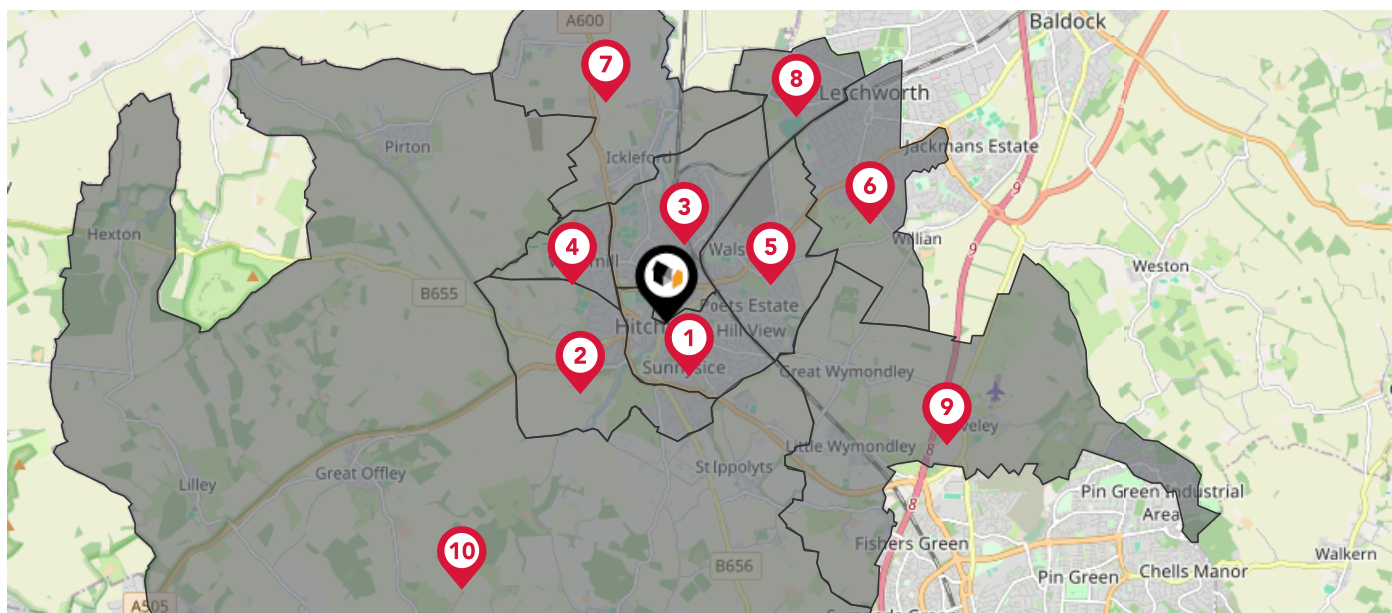 A600
Baldock
7
8
Letchworth
Pirton
Ickleford
Jackmans Estate
6
9
3
Hexton
4
5
Willian
9
Weston
B655
Poets Estate
Hill View
1
2
Sunnyside
Great Wymondley
9
Little Wymondley
8
St Ippolyts
Great Offley
Lilley
Pin Green Industrial
Area
8
Fishers Green
10
B656
Pin Green
Chells Manor
Walkern
A505